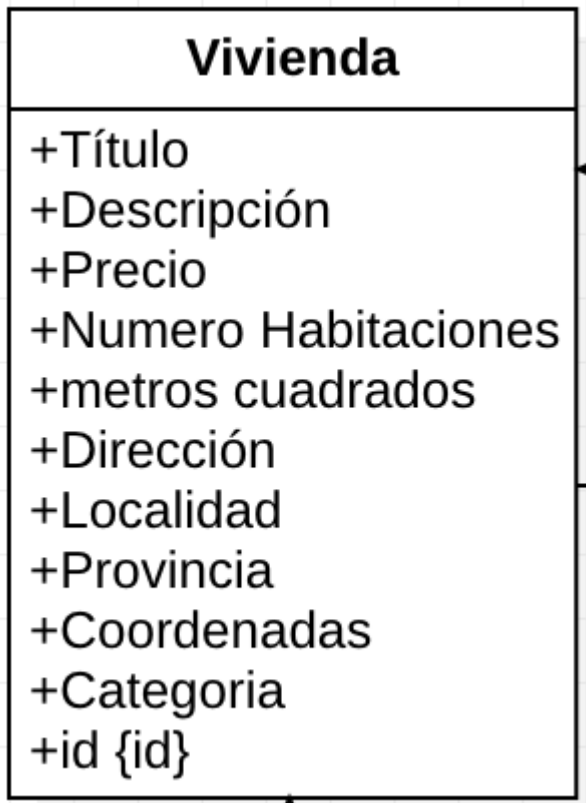 Vivienda
+Título
+Descripción
+Precio
+Numero Habitaciones
+metros cuadrados
+Dirección
+Localidad
+Provincia
+Coordenadas
+Categoria
+id {id}